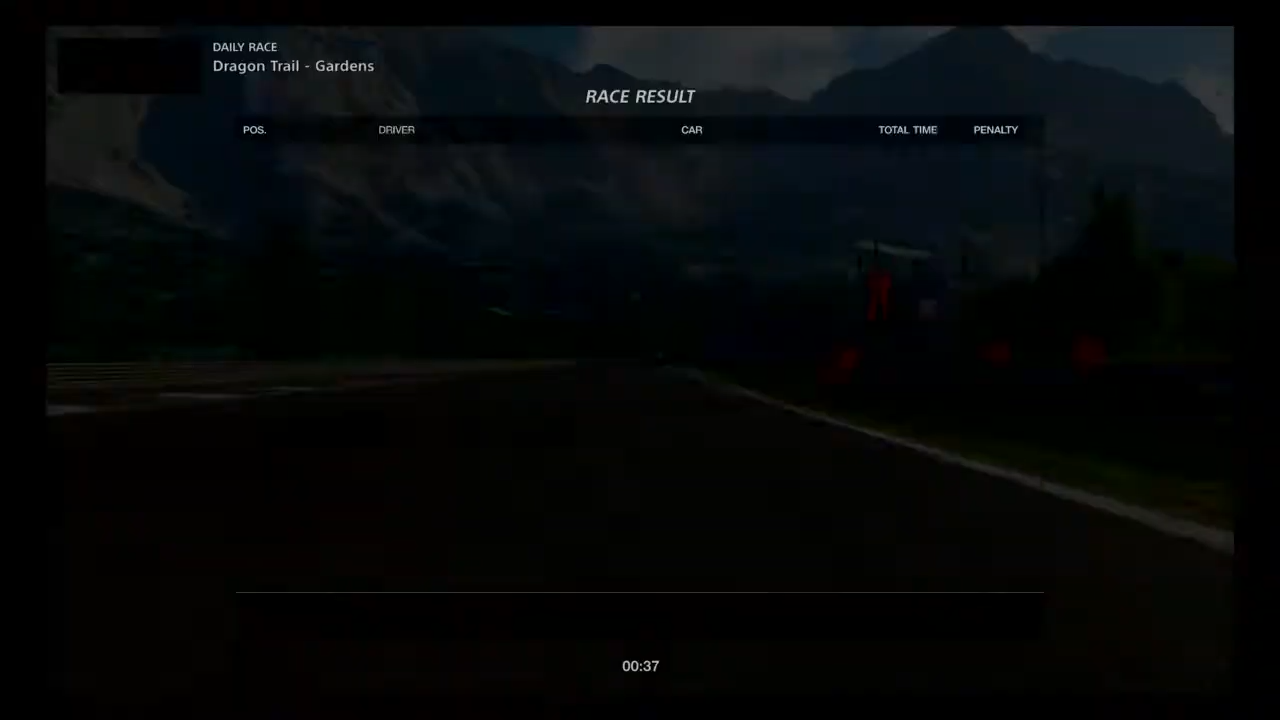 DAILY RACE
Dragon Trail - Gardens
RACE RESULT
POS. DRIVER CAR TOTAL TIME PENALTY
00:37